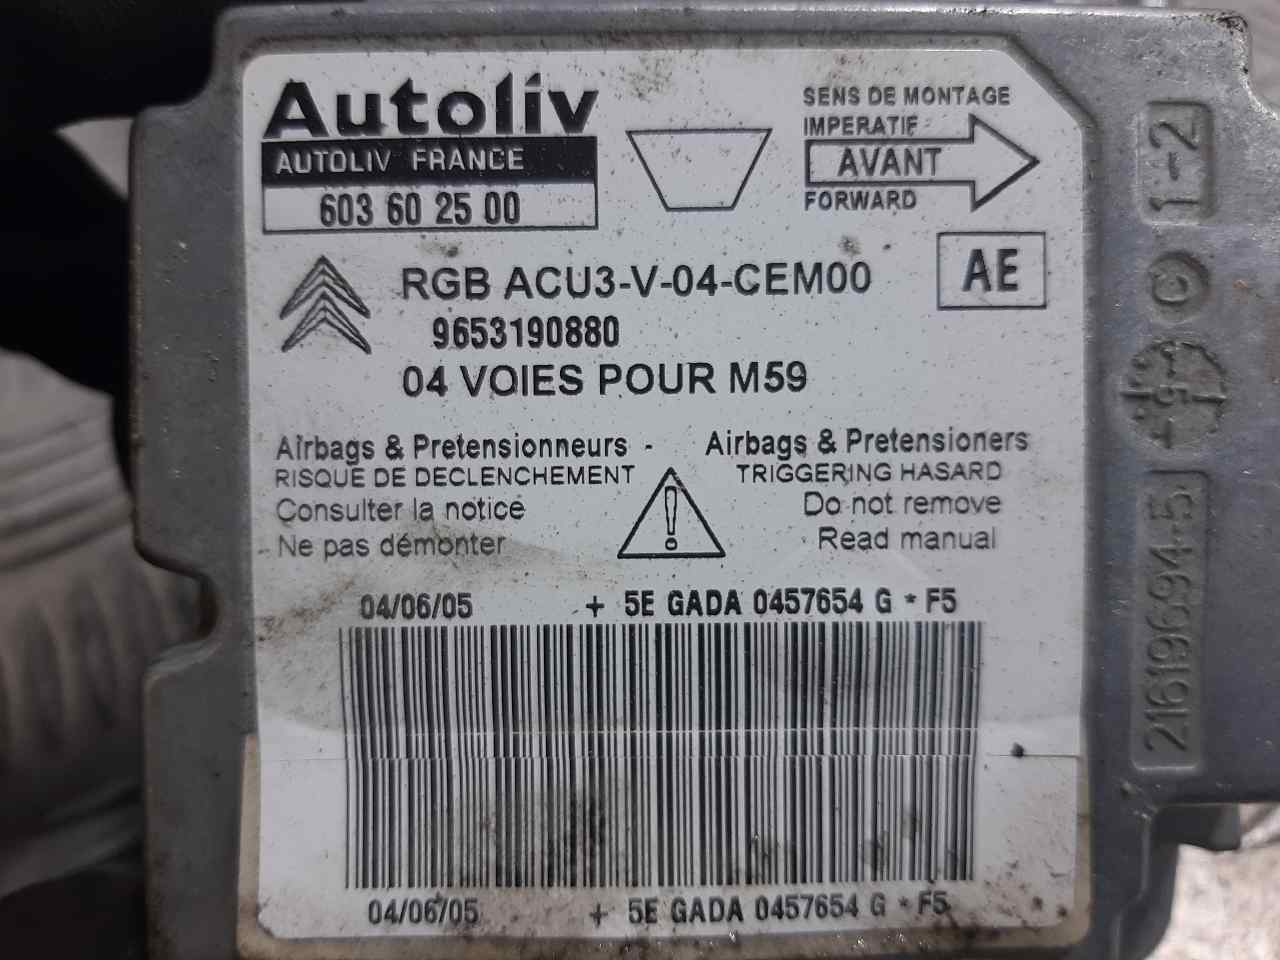 Autoliv
AUTOLIV FRANCE
603 60 25 00
SENS DE MONTAGE
IMPERATIF
AVANT
FORWARD
AE
RGB ACU3-V-04-CEM00
9653190880
04 VOIES POUR M59
Airbags & Pretensionneurs - Airbags & Pretensioners
RISQUE DE DECLENCHEMENT TRIGGERING HASARD
Consulter la notice Do not remove
Ne pas démonter Read manual
04/06/05 + 5E GADA 0457654 G * F5
04/06/05 + 5E GADA 0457654 G * F5
1-2
21619694-5